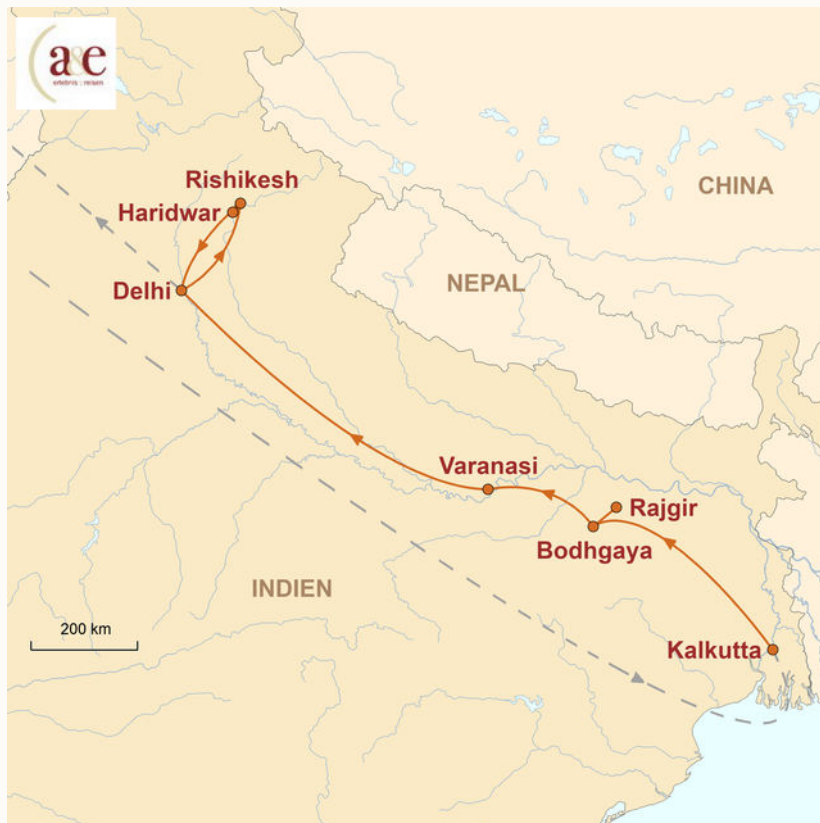 a&e
erlebnis : reisen
CHINA
Rishikesh
Haridwar
NEPAL
Delhi
Varanasi
Rajgir
Bodhgaya
INDIEN
200 km
Kalkutta